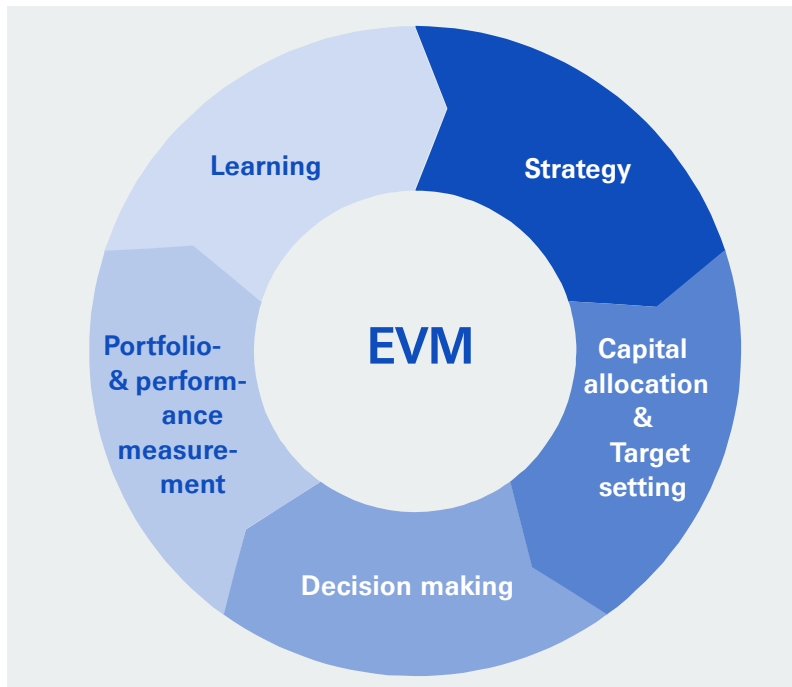 Learning
Strategy
EVM
Portfolio-
& perform-
ance
measure-
ment
Capital
allocation
&
Target
setting
Decision making